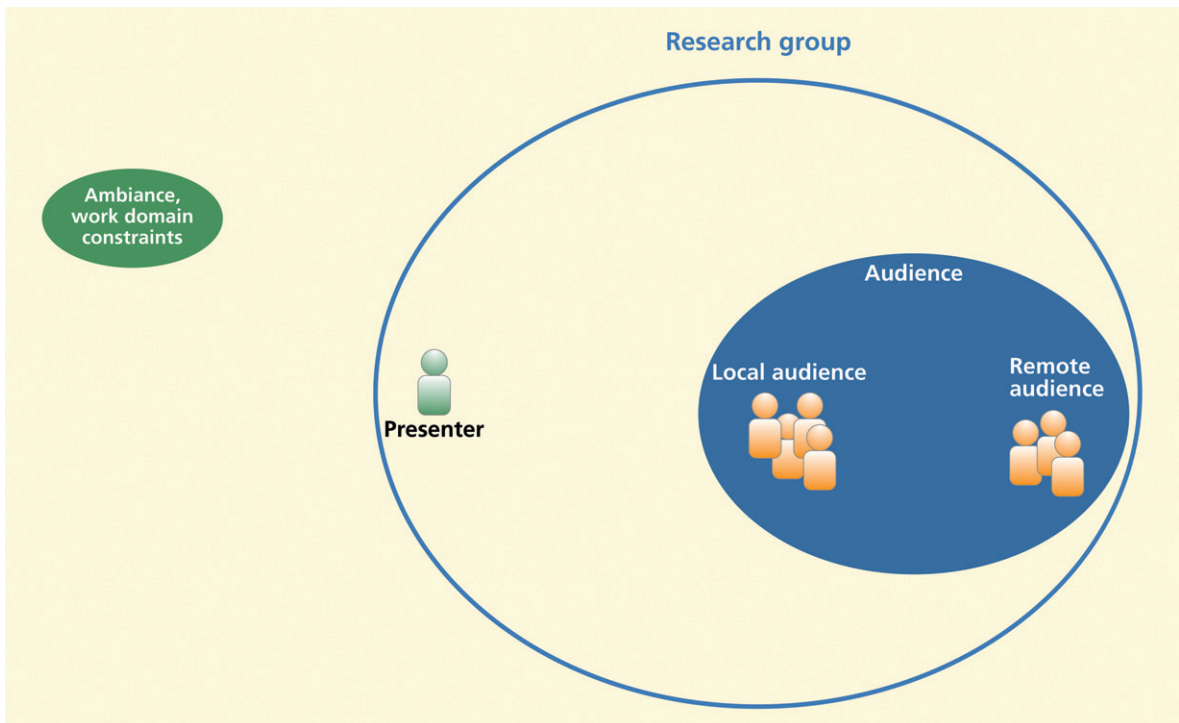 Research group
Ambiance,
work domain
constraints
Audience
Local audience
Remote
audience
Presenter